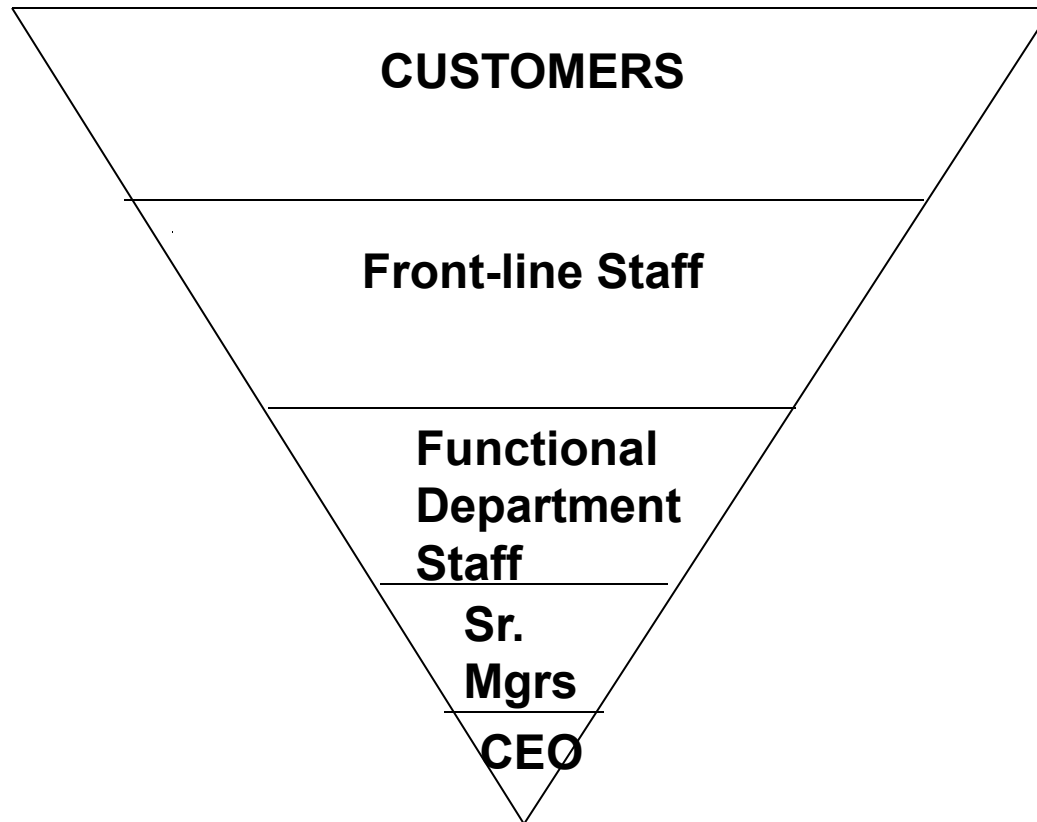 CUSTOMERS
Front-line Staff
Functional
Department
Staff
Sr.
Mgrs
CEO